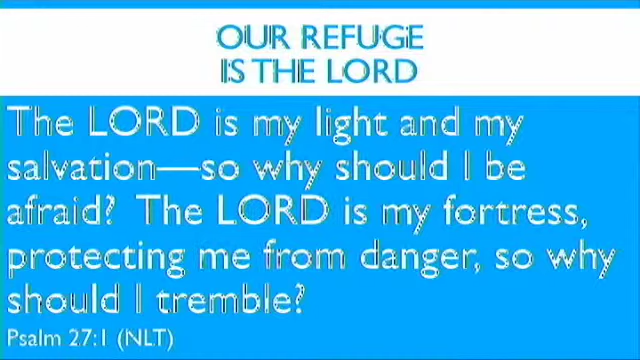 OUR REFUGE
IS THE LORD
The LORD is my light and my
salvation—so why should I be
afraid? The LORD is my fortress,
protecting me from danger, so why
should I tremble?
Psalm 27:1 (NLT)